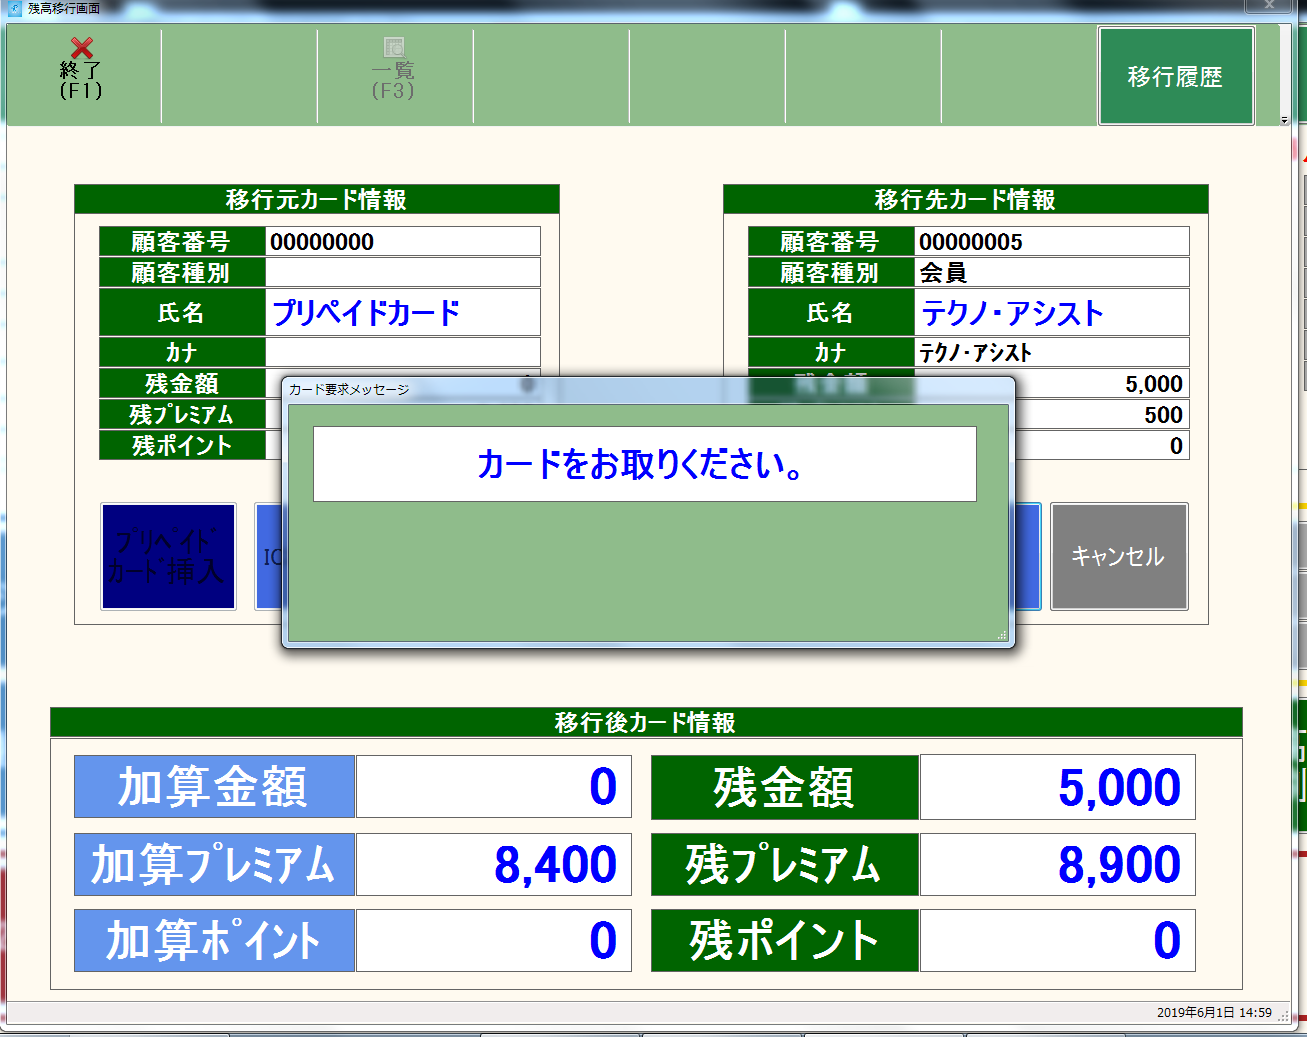 残高移行画面
終了
(F1)
一覧
(F3)
移行履歴
移行元カード情報
顧客番号 00000000
顧客種別
氏名 プリペイドカード
カナ
残金額 0
残プレミアム
残ポイント
プリペイド
カード挿入
IC
移行先カード情報
顧客番号 00000005
顧客種別 会員
氏名 テクノ・アシスト
カナ ﾃｸﾉ・ｱｼｽﾄ
残金額 5,000
500
0
キャンセル
カード要求メッセージ
カードをお取りください。
移行後カード情報
加算金額 0 残金額 5,000
加算プレミアム 8,400 残プレミアム 8,900
加算ポイント 0 残ポイント 0
2019年6月1日 14:59